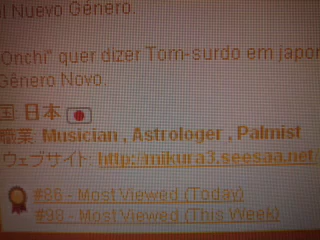 l Nuevo Género.
"Onchi" quer dizer Tom-surdo em japon
Gênero Novo.
国: 日本
職業: Musician , Astrologer , Palmist
ウェブサイト: http://mikura3.seesaa.net/
#86 - Most Viewed (Today)
#98 - Most Viewed (This Week)